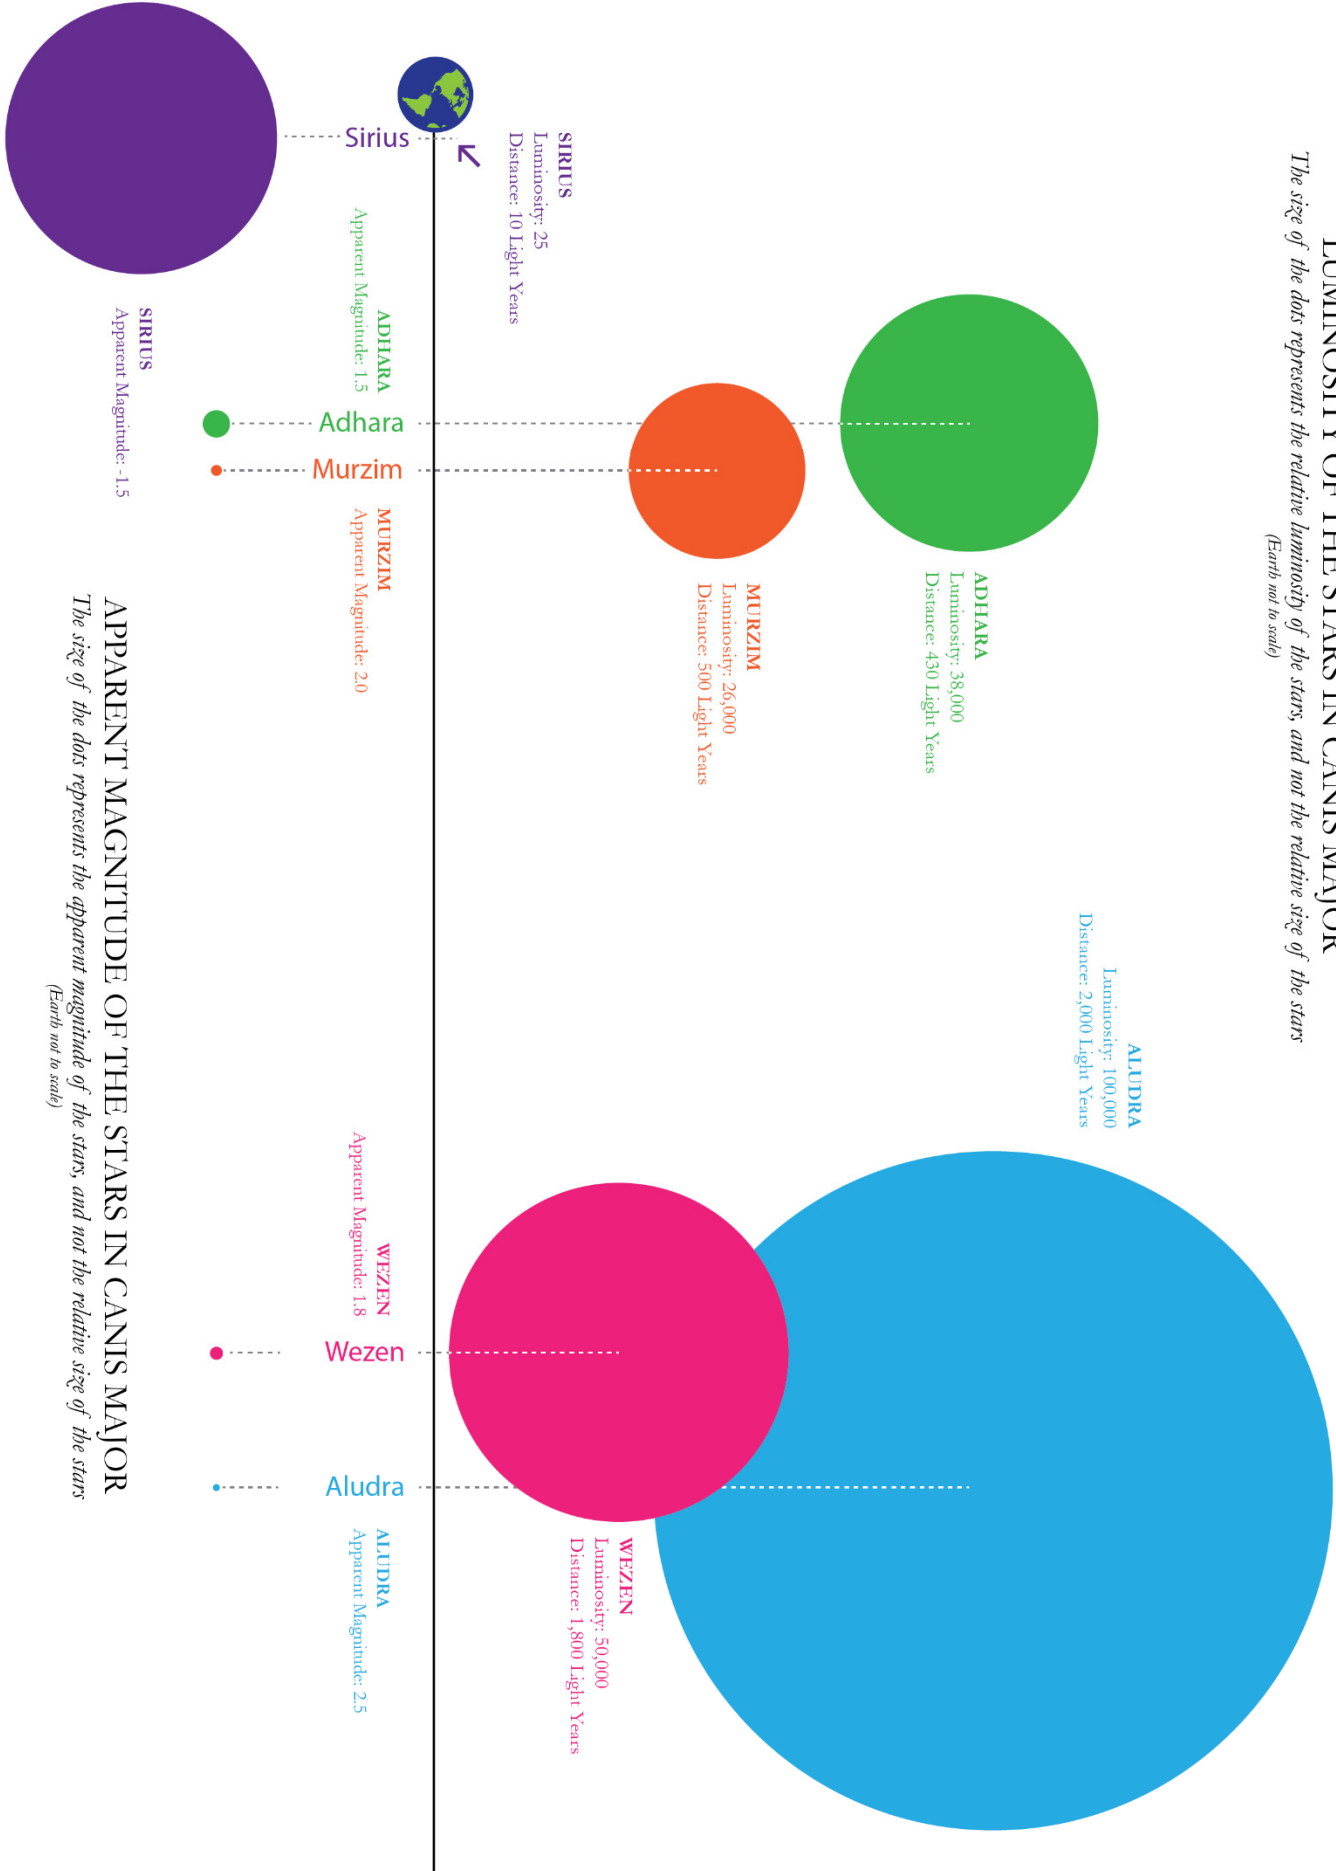 LUMINOSITY OF THE STARS IN CANIS MAJOR
The size of the dots represents the relative luminosity of the stars, and not the relative size of the stars
(Earth not to scale)
ALUDRA
Luminosity: 100,000
Distance: 2,000 Light Years
ADHARA
Luminosity: 38,000
Distance: 430 Light Years
MURZIM
Luminosity: 26,000
Distance: 500 Light Years
WEZEN
Luminosity: 50,000
Distance: 1,800 Light Years
SIRIUS
Luminosity: 25
Distance: 10 Light Years
Sirius
Adhara
Murzim
Wezen
Aludra
ADHARA
Apparent Magnitude: 1.5
MURZIM
Apparent Magnitude: 2.0
WEZEN
Apparent Magnitude: 1.8
ALUDRA
Apparent Magnitude: 2.5
SIRIUS
Apparent Magnitude: -1.5
APPARENT MAGNITUDE OF THE STARS IN CANIS MAJOR
The size of the dots represents the apparent magnitude of the stars, and not the relative size of the stars
(Earth not to scale)